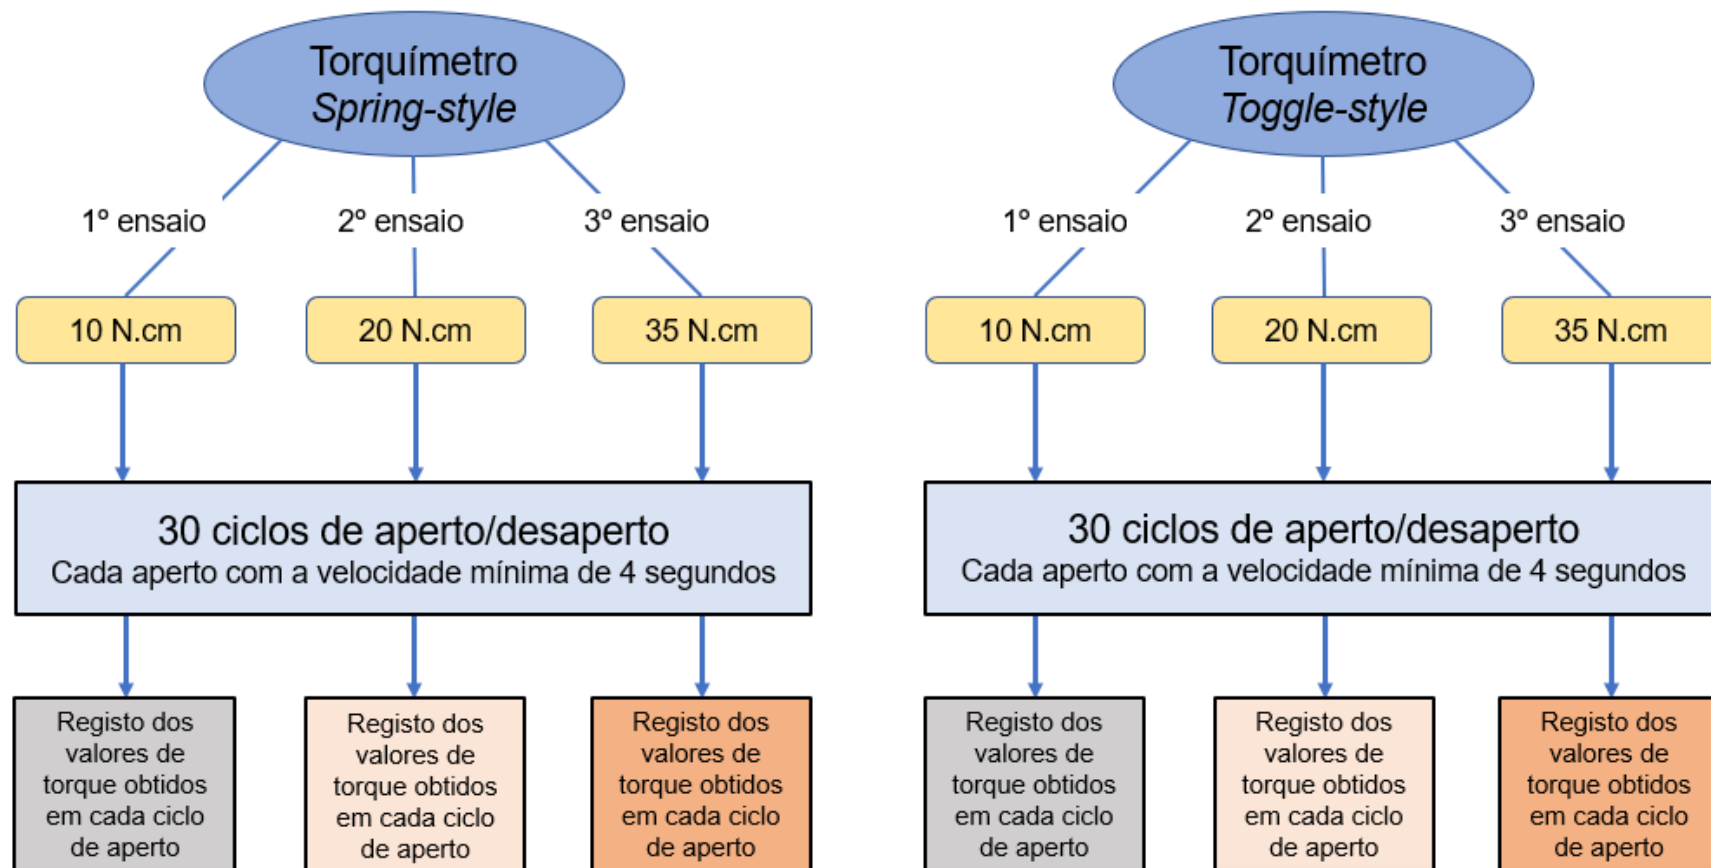 Torquímetro
Spring-style
1º ensaio
2º ensaio
3º ensaio
10 N.cm
20 N.cm
35 N.cm
30 ciclos de aperto/desaperto
Cada aperto com a velocidade mínima de 4 segundos
Registo dos
valores de
torque obtidos
em cada ciclo
de aperto
Registo dos
valores de
torque obtidos
em cada ciclo
de aperto
Registo dos
valores de
torque obtidos
em cada ciclo
de aperto
Torquímetro
Toggle-style
1º ensaio
2º ensaio
3º ensaio
10 N.cm
20 N.cm
35 N.cm
30 ciclos de aperto/desaperto
Cada aperto com a velocidade mínima de 4 segundos
Registo dos
valores de
torque obtidos
em cada ciclo
de aperto
Registo dos
valores de
torque obtidos
em cada ciclo
de aperto
Registo dos
valores de
torque obtidos
em cada ciclo
de aperto